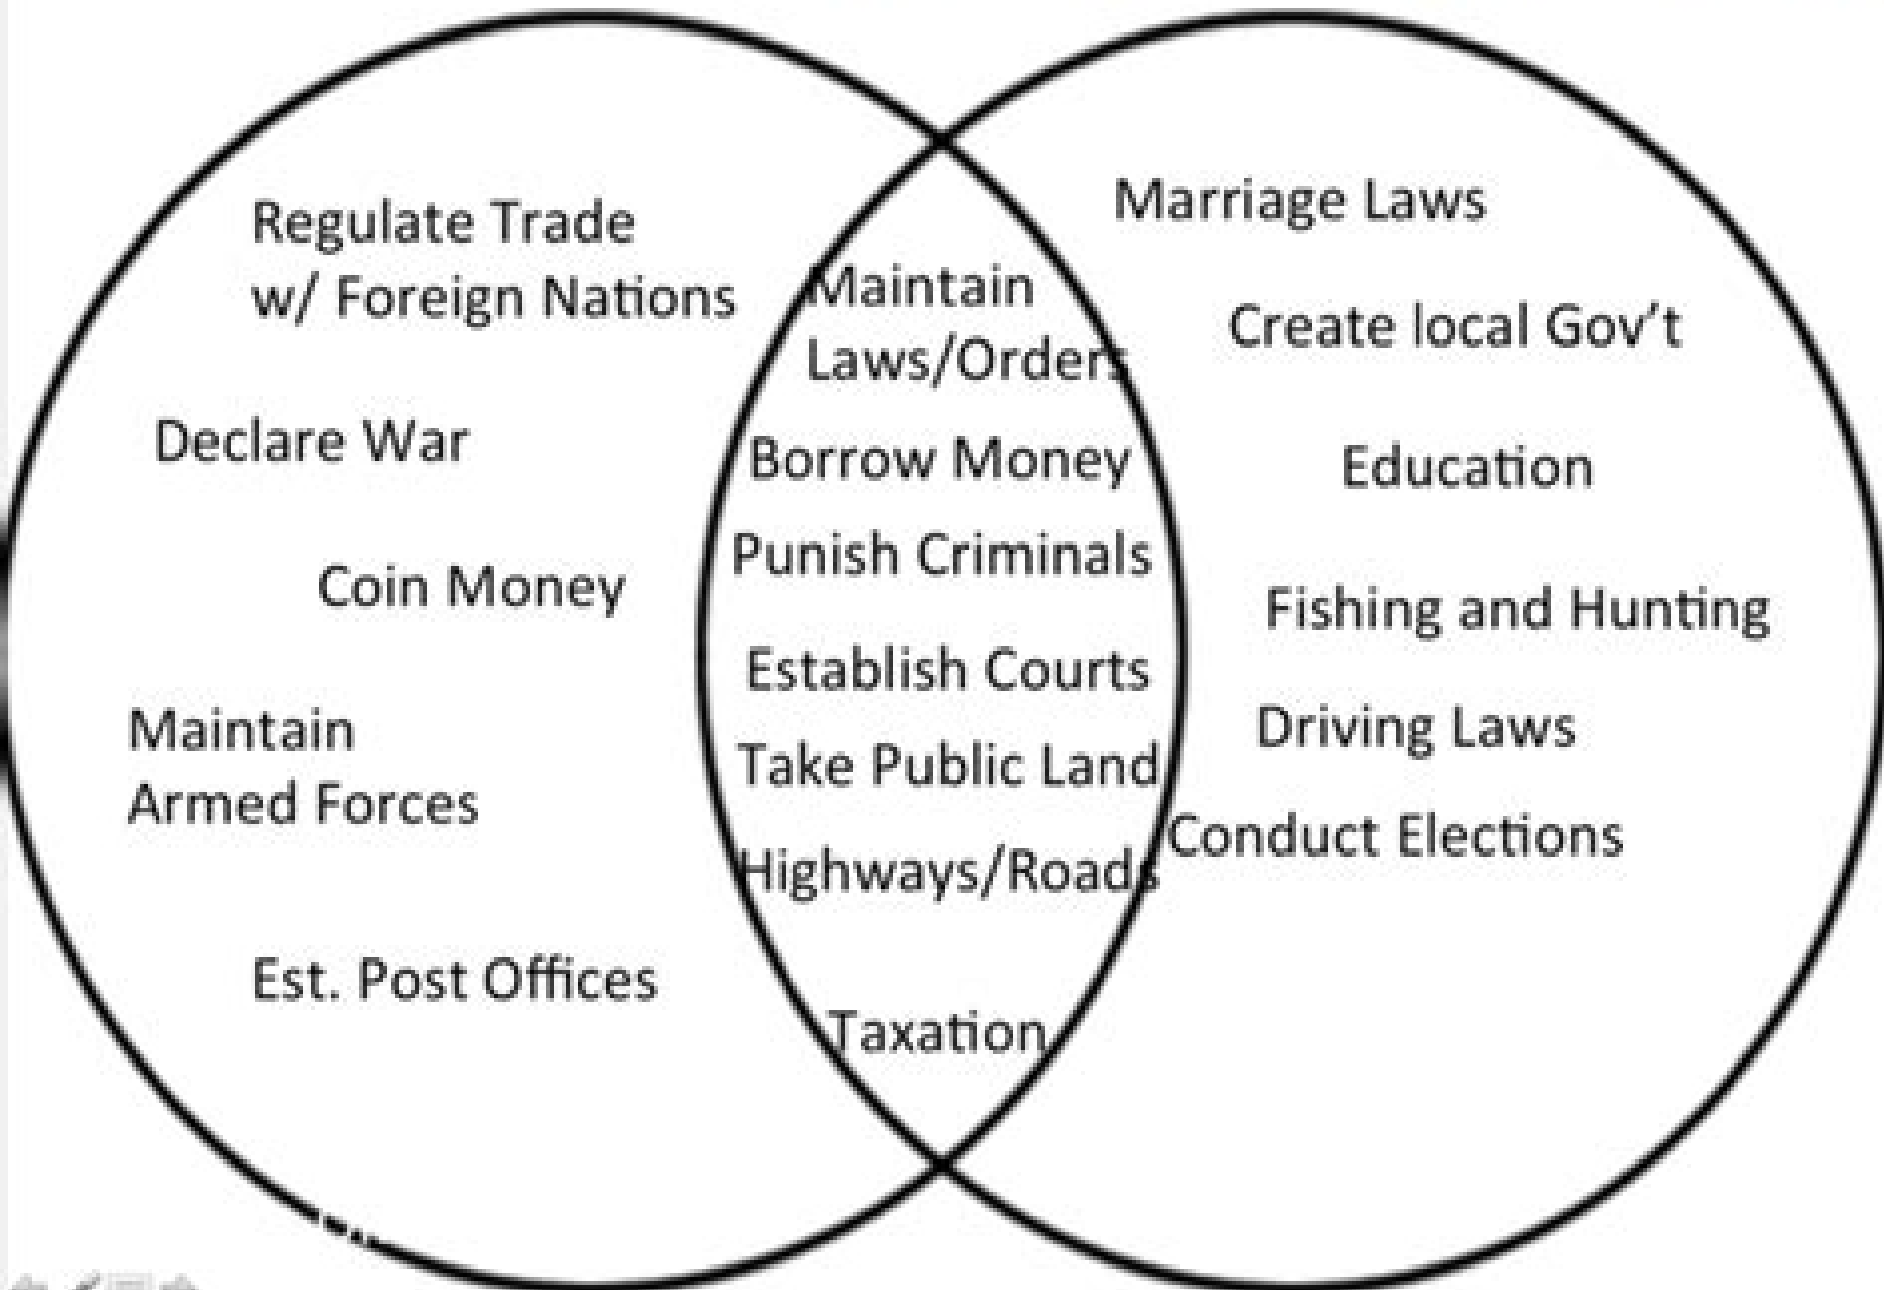 Regulate Trade
w/ Foreign Nations
Declare War
Coin Money
Maintain
Armed Forces
Est. Post Offices
Maintain
Laws/Orders
Borrow Money
Punish Criminals
Establish Courts
Take Public Land
Highways/Roads
Taxation
Marriage Laws
Create local Gov’t
Education
Fishing and Hunting
Driving Laws
Conduct Elections